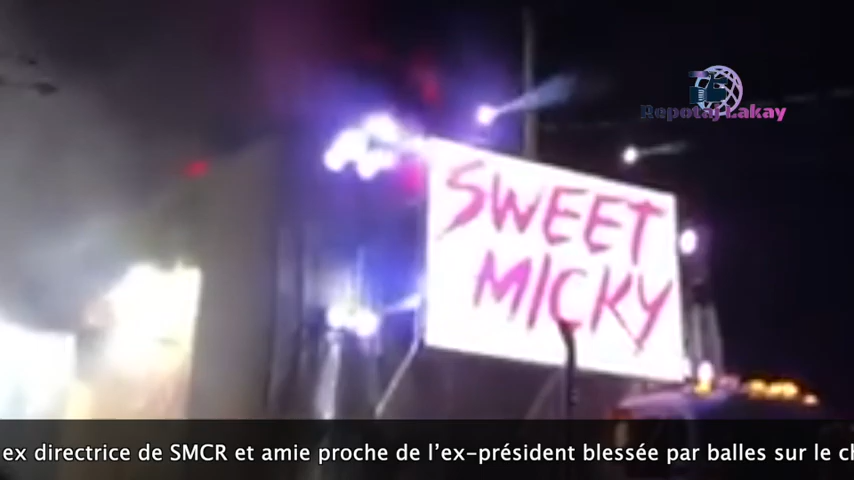 Repotaj Lakay
SWEET
MICKY
ex directrice de SMCR et amie proche de l’ex-président blessée par balles sur le